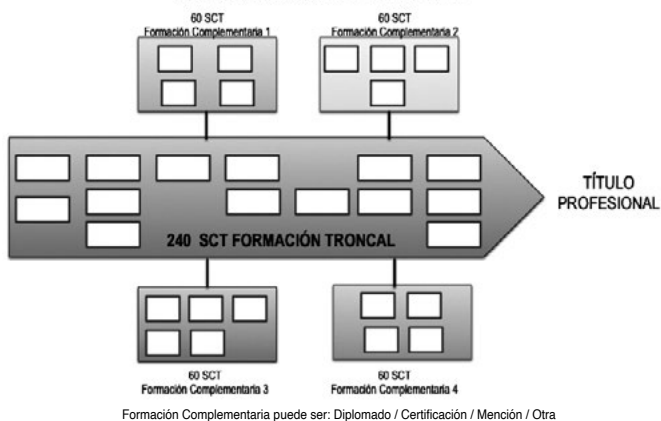 60 SCT
Formación Complementaria 1
60 SCT
Formación Complementaria 2
TÍTULO
PROFESIONAL
240 SCT FORMACIÓN TRONCAL
60 SCT
Formación Complementaria 3
60 SCT
Formación Complementaria 4
Formación Complementaria puede ser: Diplomado / Certificación / Mención / Otra